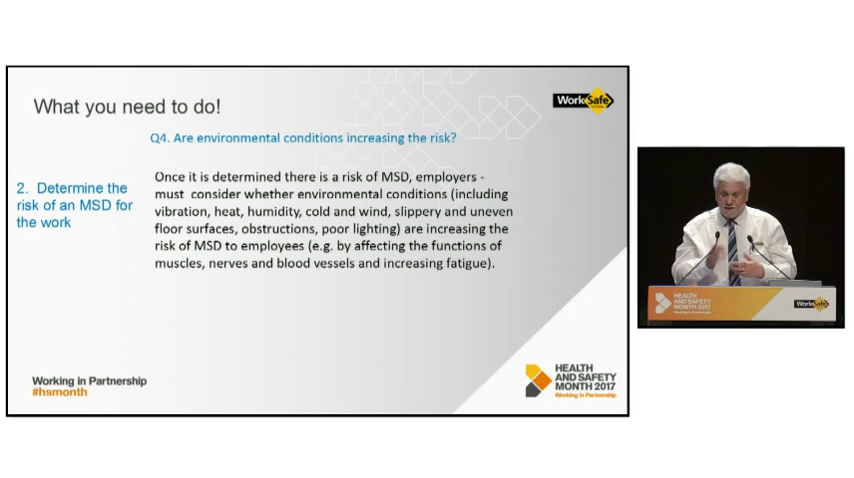 What you need to do!
WorkSafe
Q4. Are environmental conditions increasing the risk?
2. Determine the
risk of an MSD for
the work
Once it is determined there is a risk of MSD, employers -
must consider whether environmental conditions (including
vibration, heat, humidity, cold and wind, slippery and uneven
floor surfaces, obstructions, poor lighting) are increasing the
risk of MSD to employees (e.g. by affecting the functions of
muscles, nerves and blood vessels and increasing fatigue).
Working in Partnership
#hsmonth
HEALTH
AND SAFETY
MONTH 2017
Working in Partnership
HEALTH
AND SAFETY
MONTH 2017
Working in Partnership
WorkSafe